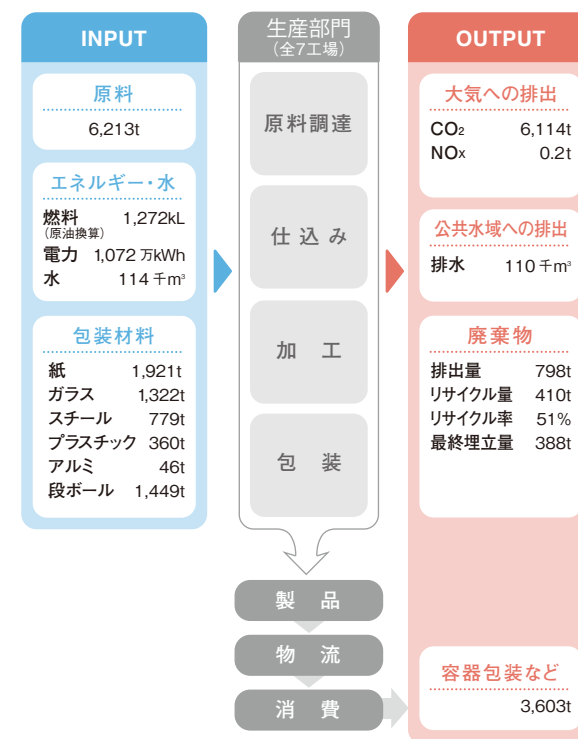 INPUT
原料
6,213t
エネルギー・水
燃料 1,272kL
(原油換算)
電力 1,072 万kWh
水 114 千m³
包装材料
紙 1,921t
ガラス 1,322t
スチール 779t
プラスチック 360t
アルミ 46t
段ボール 1,449t
生産部門
(全7工場)
原料調達
仕込み
加 工
包 装
製 品
物 流
消 費
OUTPUT
大気への排出
CO₂ 6,114t
NOx 0.2t
公共水域への排出
排水 110 千m³
廃棄物
排出量 798t
リサイクル量 410t
リサイクル率 51%
最終埋立量 388t
容器包装など
3,603t